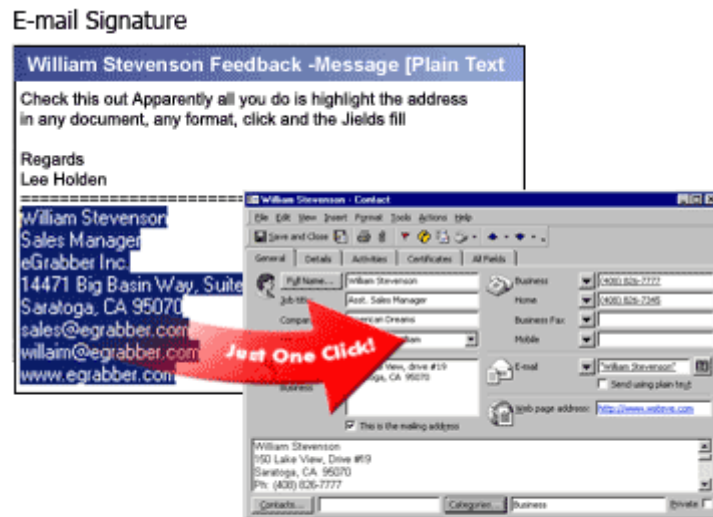 E-mail Signature
William Stevenson Feedback -Message [Plain Text
Check this out Apparently all you do is highlight the address
in any document, any format, click and the Jields fill
Regards
Lee Holden
William Stevenson
Sales Manager
eGrabber Inc.
14471 Big Basin Way, Suite
Saratoga, CA 95070
sales@egrabber.com
willaim@egrabber.com
www.egrabber.com
Just One Click!
William Stevenson - Contact
File Edit View Insert Format Tools Actions Help
Save and Close
General Details Activities Certificates All Fields
Full Name... William Stevenson
Job title: Asst. Sales Manager
Company American Dreams
View, drive #19
CA 95070
Business
This is the mailing address
Business (408) 826-7777
Home (408) 826-7345
Business Fax
Mobile
E-mail "William Stevenson"
Send using plain text
Web page address:
William Stevenson
150 Lake View, Drive #19
Saratoga, CA 95070
Ph: (408) 826-7777
Contacts... Categories... Business Private